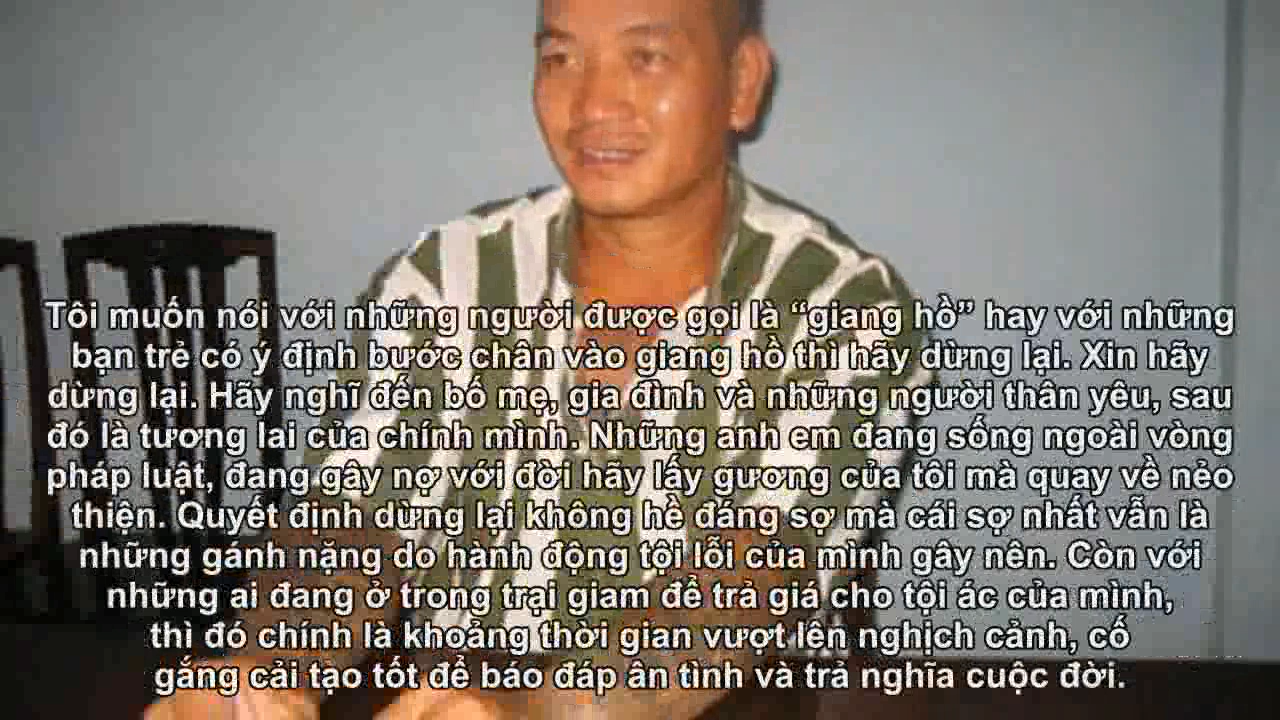 Tôi muốn nói với những người được gọi là “giang hồ” hay với những
bạn trẻ có ý định bước chân vào giang hồ thì hãy dừng lại. Xin hãy
dừng lại. Hãy nghĩ đến bố mẹ, gia đình và những người thân yêu, sau
đó là tương lai của chính mình. Những anh em đang sống ngoài vòng
pháp luật, đang gây nợ với đời hãy lấy gương của tôi mà quay về nẻo
thiện. Quyết định dừng lại không hề đáng sợ mà cái sợ nhất vẫn là
những gánh nặng do hành động tội lỗi của mình gây nên. Còn với
những ai đang ở trong trại giam để trả giá cho tội ác của mình,
thì đó chính là khoảng thời gian vượt lên nghịch cảnh, cố
gắng cải tạo tốt để báo đáp ân tình và trả nghĩa cuộc đời.